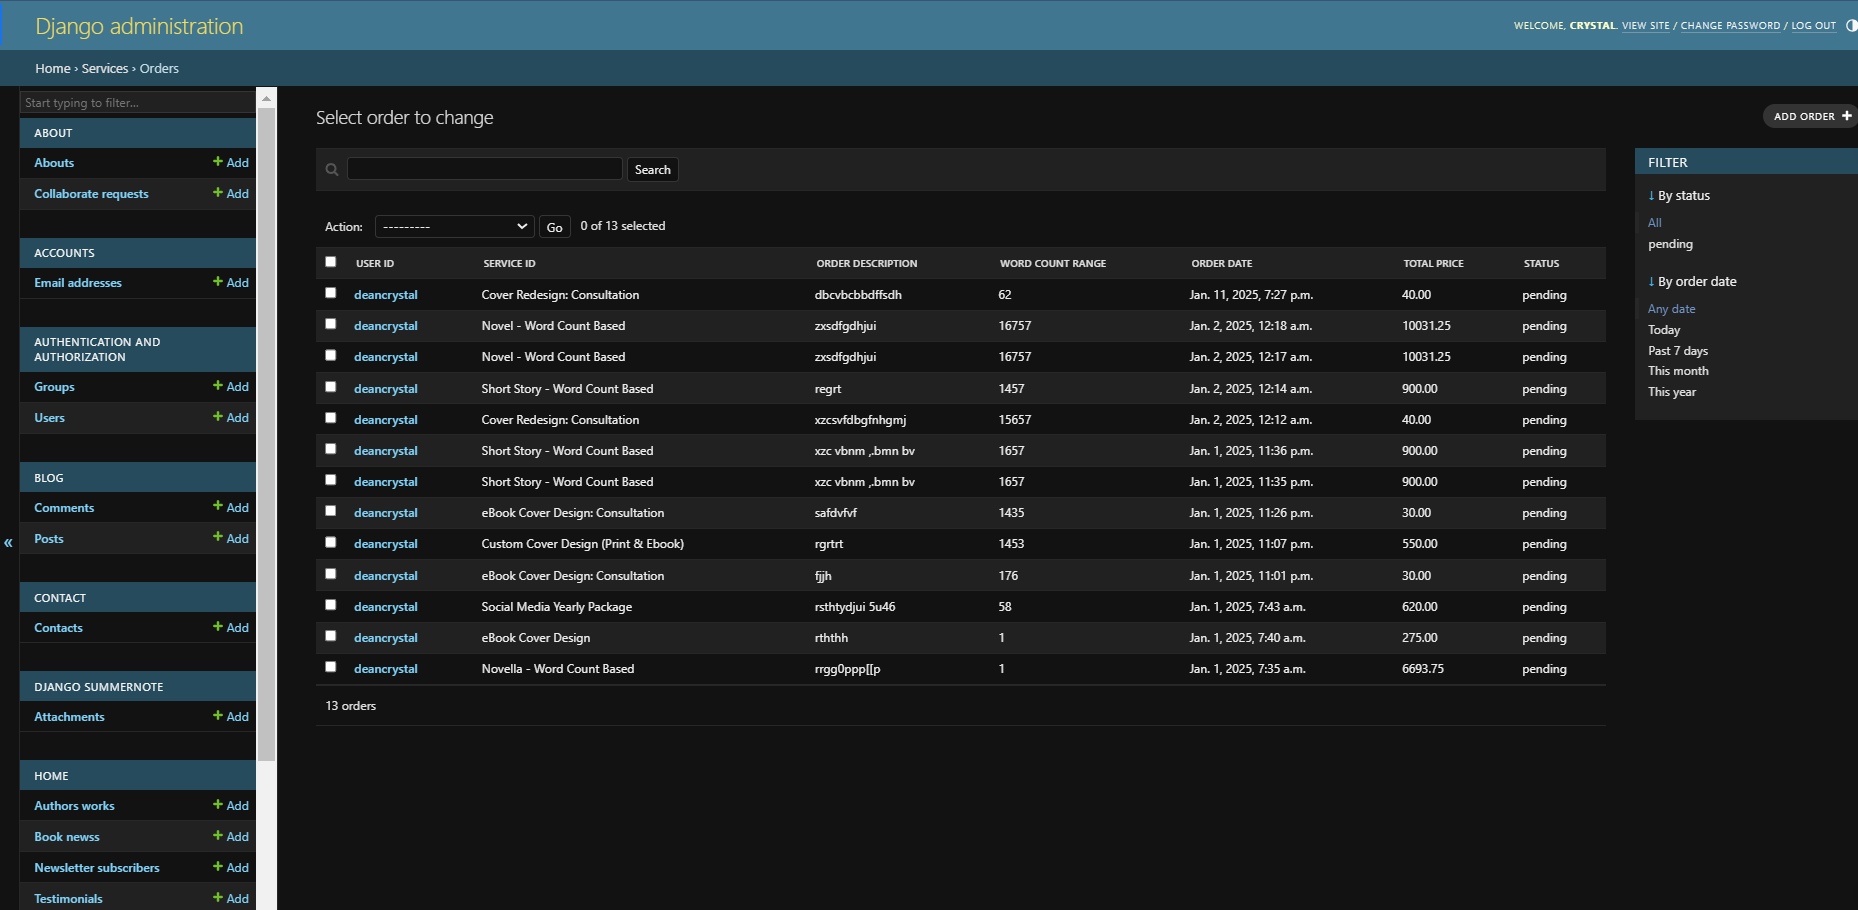 Django administration
WELCOME, CRYSTAL. VIEW SITE / CHANGE PASSWORD / LOG OUT
Home › Services › Orders
Start typing to filter...
ABOUT
Abouts + Add
Collaborate requests + Add
ACCOUNTS
Email addresses + Add
AUTHENTICATION AND
AUTHORIZATION
Groups + Add
Users + Add
BLOG
Comments + Add
Posts + Add
CONTACT
Contacts + Add
DJANGO SUMMERNOTE
Attachments + Add
HOME
Authors works + Add
Book newss + Add
Newsletter subscribers + Add
Testimonials + Add
«
Select order to change
ADD ORDER +
Search
Action: --------- Go 0 of 13 selected
USER ID SERVICE ID ORDER DESCRIPTION WORD COUNT RANGE ORDER DATE TOTAL PRICE STATUS
deancrystal Cover Redesign: Consultation dbcvbcbbdffsdh 62 Jan. 11, 2025, 7:27 p.m. 40.00 pending
deancrystal Novel - Word Count Based zxsdfgdhjui 16757 Jan. 2, 2025, 12:18 a.m. 10031.25 pending
deancrystal Novel - Word Count Based zxsdfgdhjui 16757 Jan. 2, 2025, 12:17 a.m. 10031.25 pending
deancrystal Short Story - Word Count Based regrt 1457 Jan. 2, 2025, 12:14 a.m. 900.00 pending
deancrystal Cover Redesign: Consultation xzcsvfdbgfnhgmj 15657 Jan. 2, 2025, 12:12 a.m. 40.00 pending
deancrystal Short Story - Word Count Based xzc vbnm ,.bmn bv 1657 Jan. 1, 2025, 11:36 p.m. 900.00 pending
deancrystal Short Story - Word Count Based xzc vbnm ,.bmn bv 1657 Jan. 1, 2025, 11:35 p.m. 900.00 pending
deancrystal eBook Cover Design: Consultation safdvfvf 1435 Jan. 1, 2025, 11:26 p.m. 30.00 pending
deancrystal Custom Cover Design (Print & Ebook) rgrtrt 1453 Jan. 1, 2025, 11:07 p.m. 550.00 pending
deancrystal eBook Cover Design: Consultation fjjh 176 Jan. 1, 2025, 11:01 p.m. 30.00 pending
deancrystal Social Media Yearly Package rsthtydjui 5u46 58 Jan. 1, 2025, 7:43 a.m. 620.00 pending
deancrystal eBook Cover Design rththh 1 Jan. 1, 2025, 7:40 a.m. 275.00 pending
deancrystal Novella - Word Count Based rrgg0ppp[[p 1 Jan. 1, 2025, 7:35 a.m. 6693.75 pending
13 orders
FILTER
↓ By status
All
pending
↓ By order date
Any date
Today
Past 7 days
This month
This year